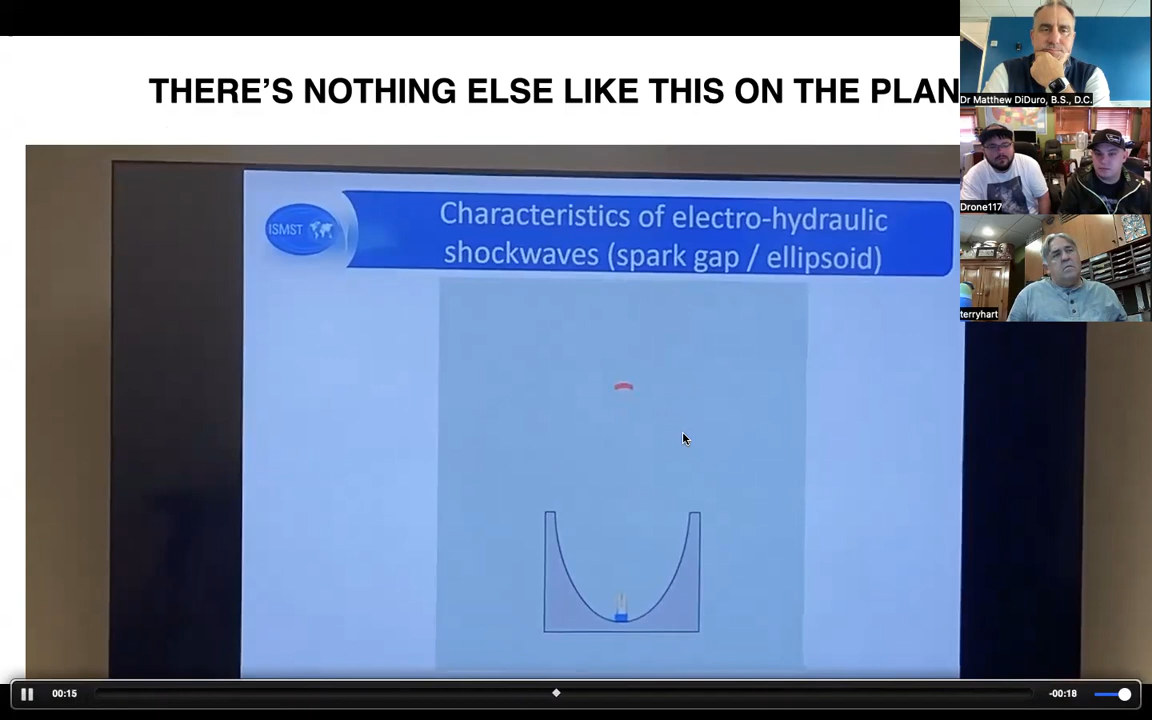 THERE'S NOTHING ELSE LIKE THIS ON THE PLAN
ISMST
Characteristics of electro-hydraulic
shockwaves (spark gap / ellipsoid)
Dr Matthew DiDuro, B.S., D.C.
Drone117
terryhart
00:15
-00:18